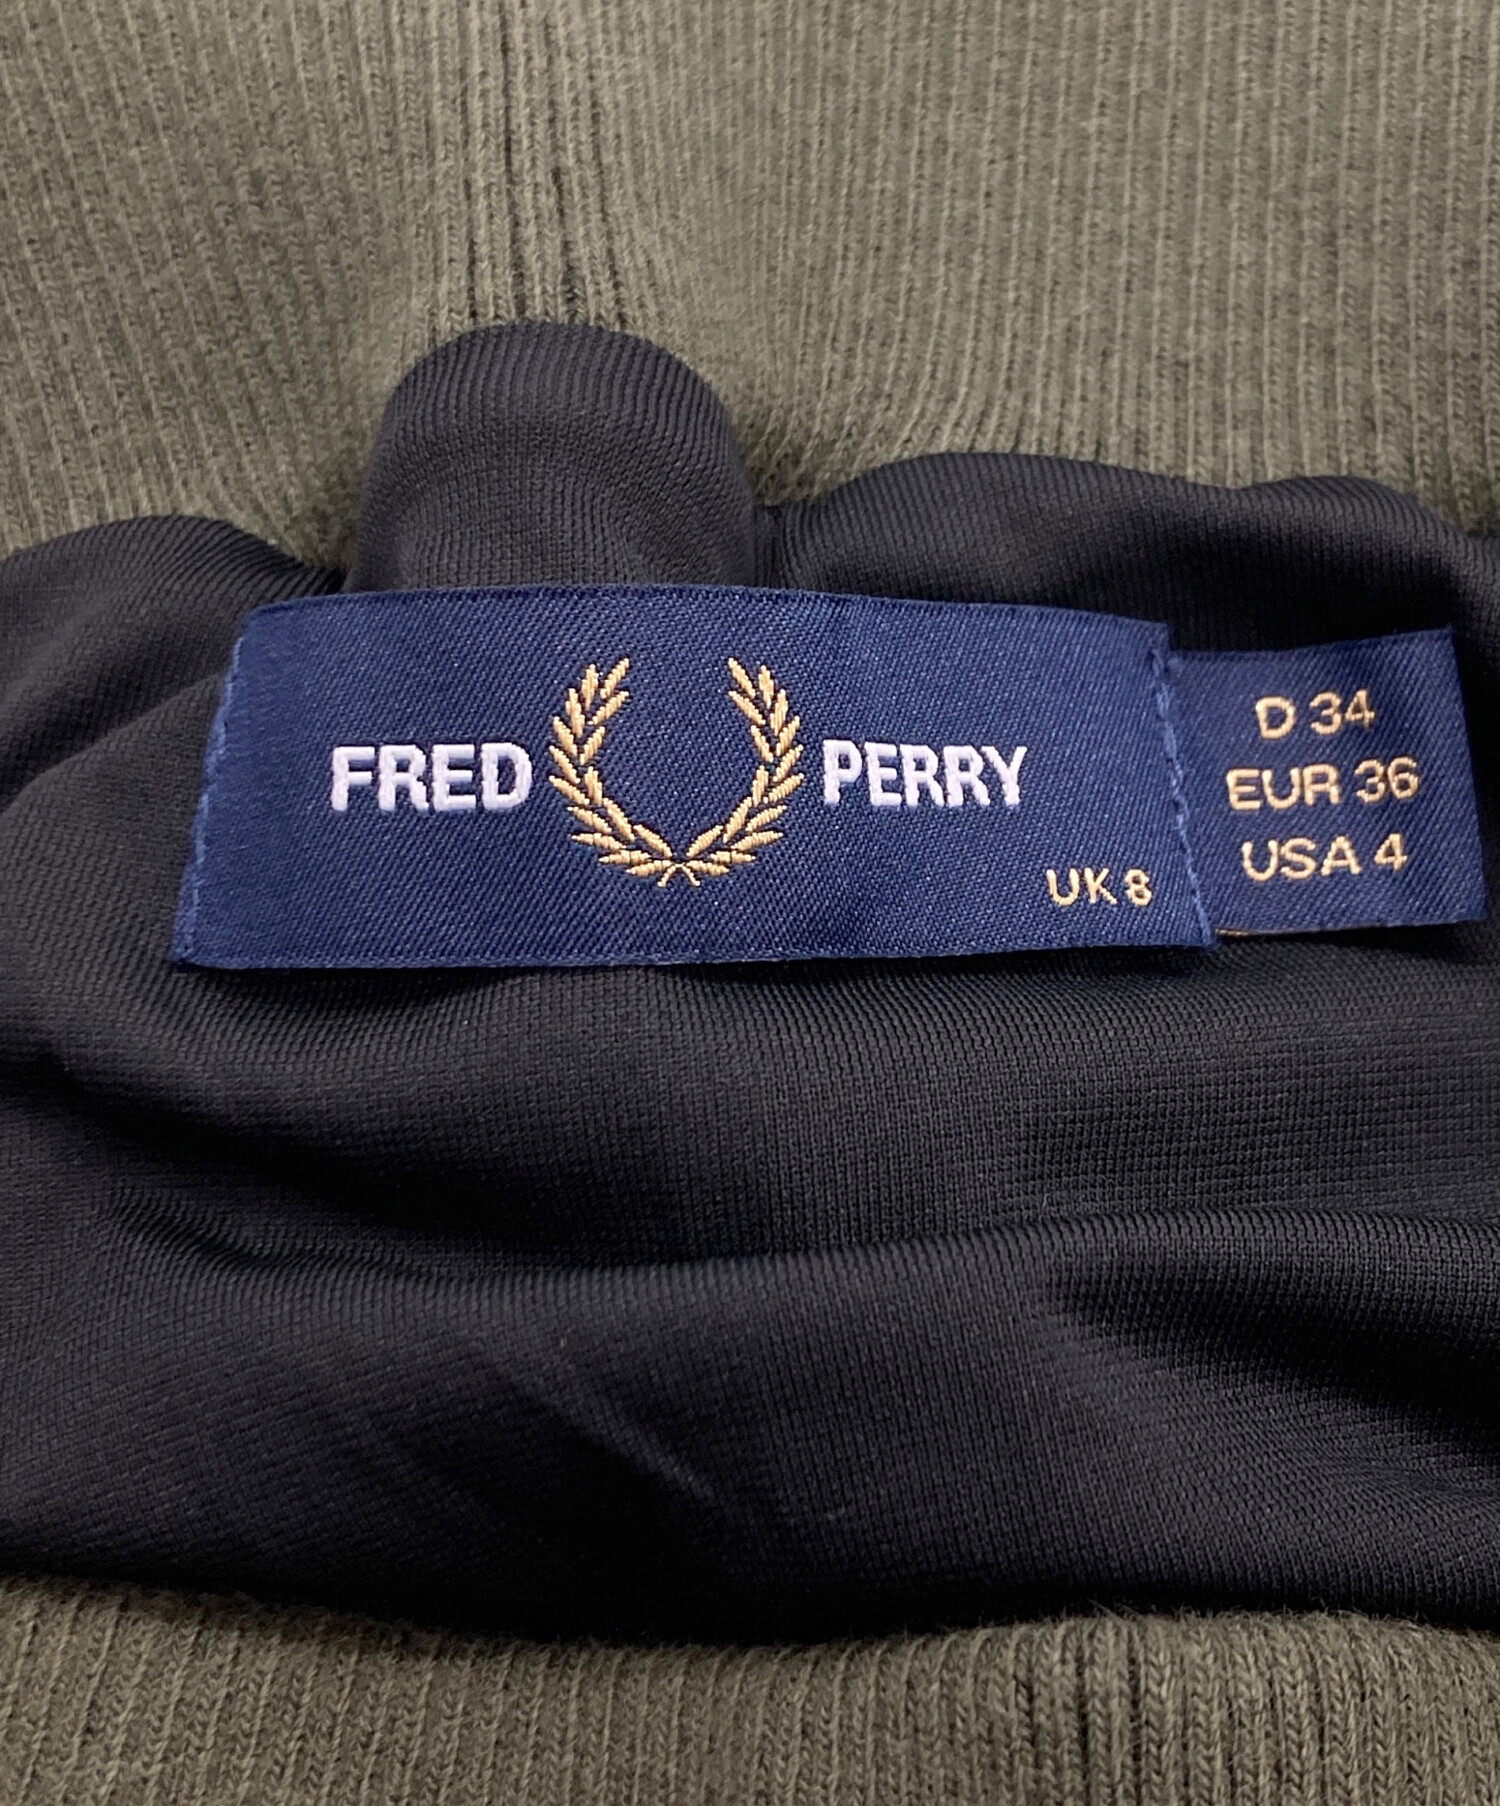 FRED PERRY
UK 8
D 34
EUR 36
USA 4